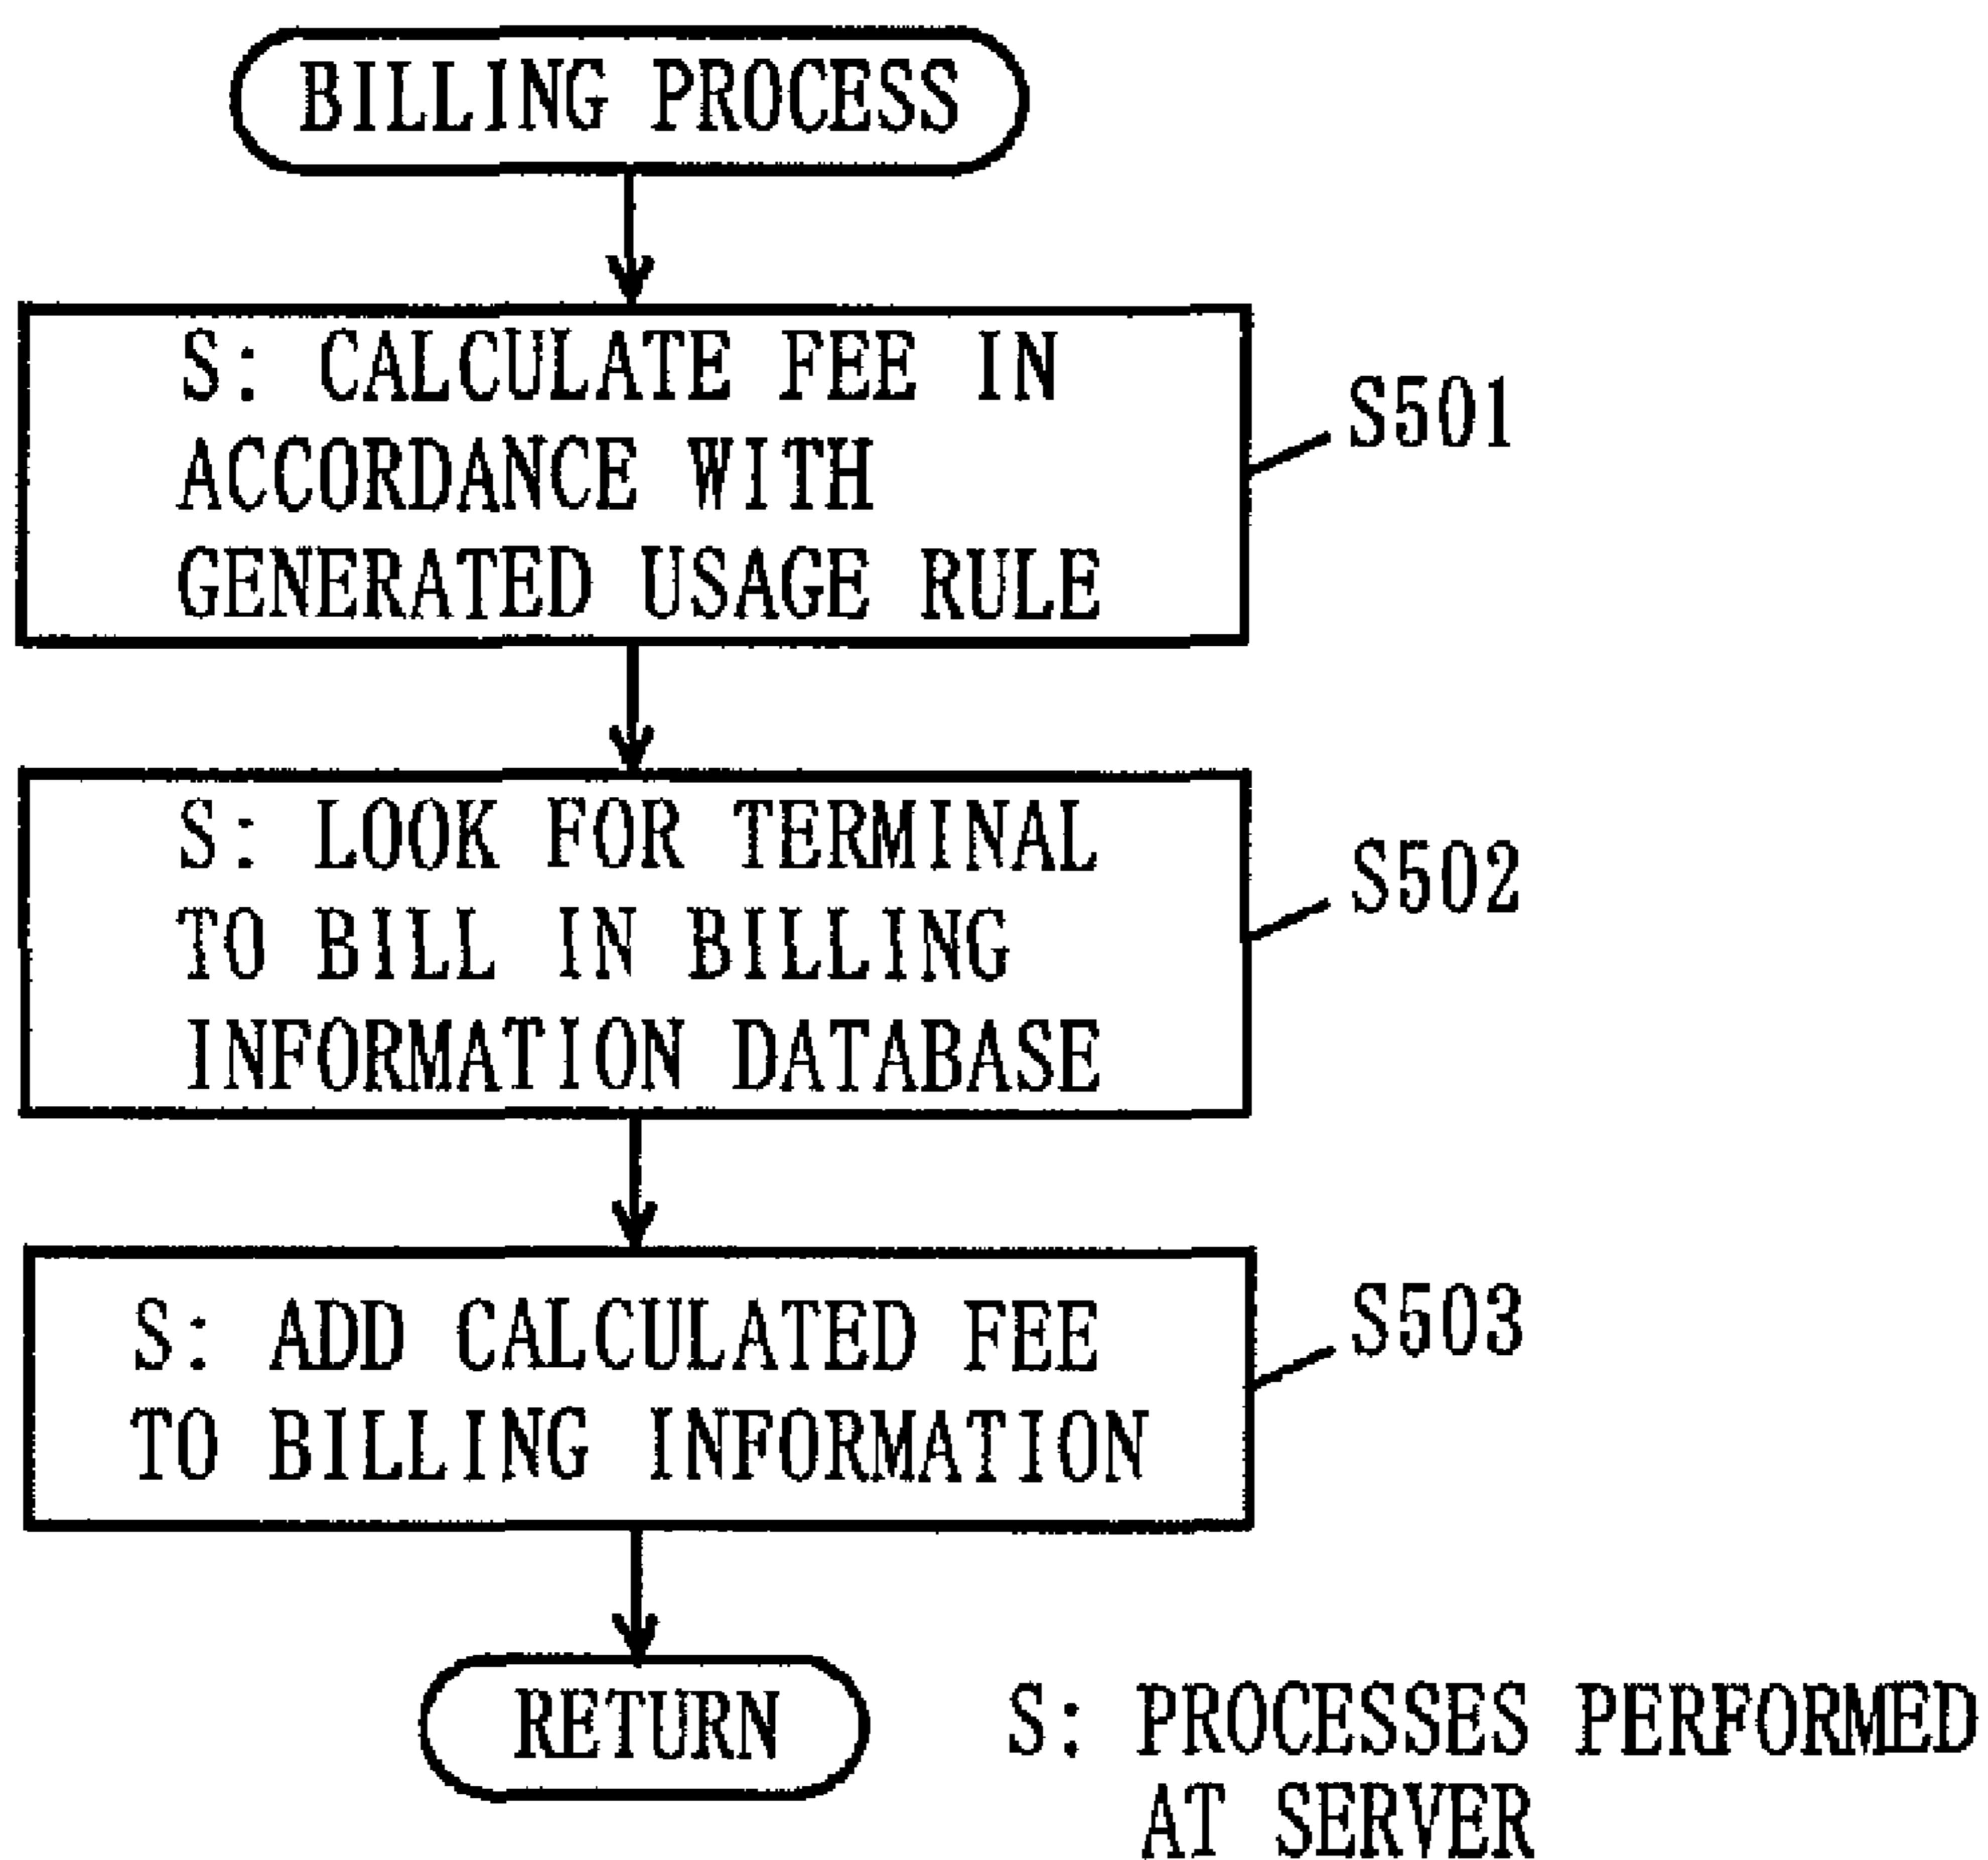 BILLING PROCESS
S: CALCULATE FEE IN
ACCORDANCE WITH
GENERATED USAGE RULE
S501
S: LOOK FOR TERMINAL
TO BILL IN BILLING
INFORMATION DATABASE
S502
S: ADD CALCULATED FEE
TO BILLING INFORMATION
S503
RETURN
S: PROCESSES PERFORMED
AT SERVER